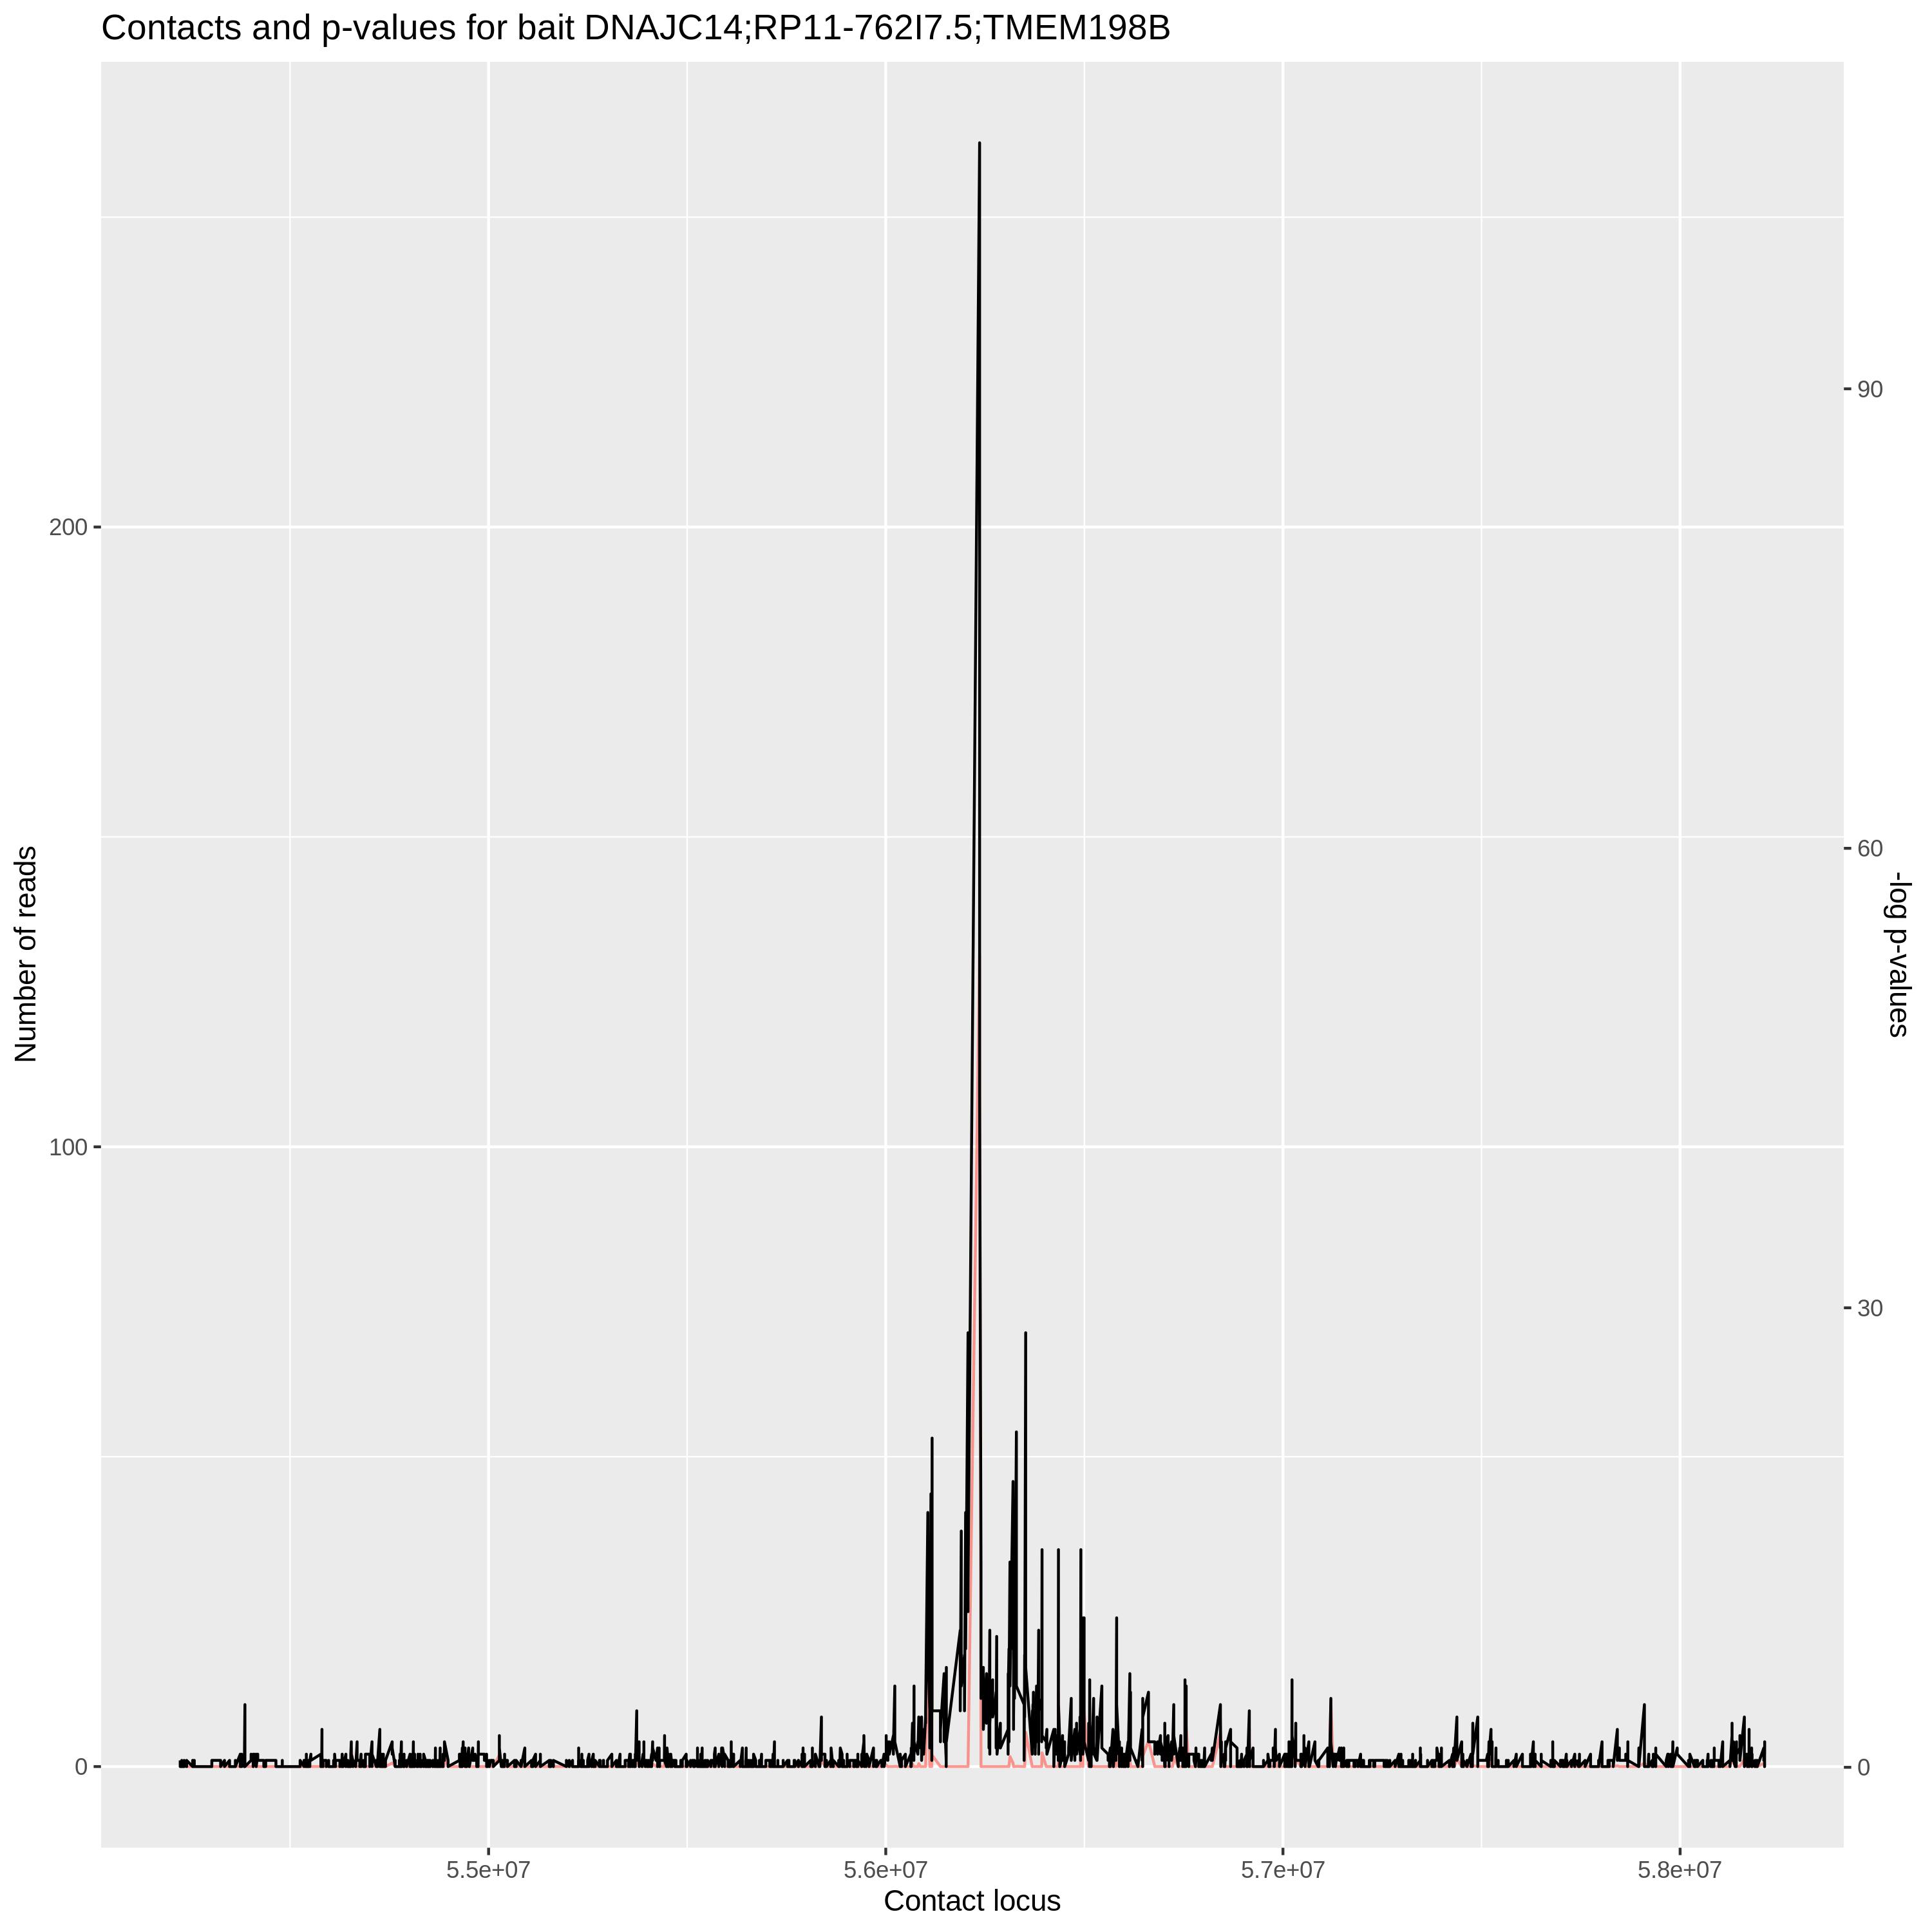 Contacts and p-values for bait DNAJC14;RP11-762I7.5;TMEM198B
Number of reads
200
100
0
90
60
30
0
-log p-values
5.5e+07 5.6e+07 5.7e+07 5.8e+07
Contact locus